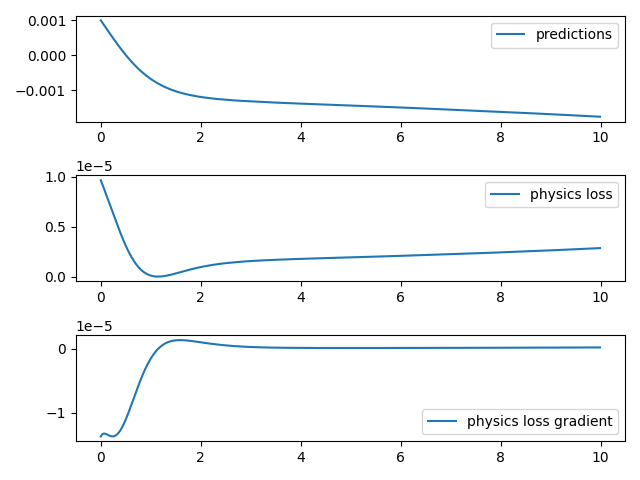 0.001
0.000
−0.001
predictions
0 2 4 6 8 10
1e−5
1.0
0.5
0.0
physics loss
0 2 4 6 8 10
1e−5
0
−1
physics loss gradient
0 2 4 6 8 10